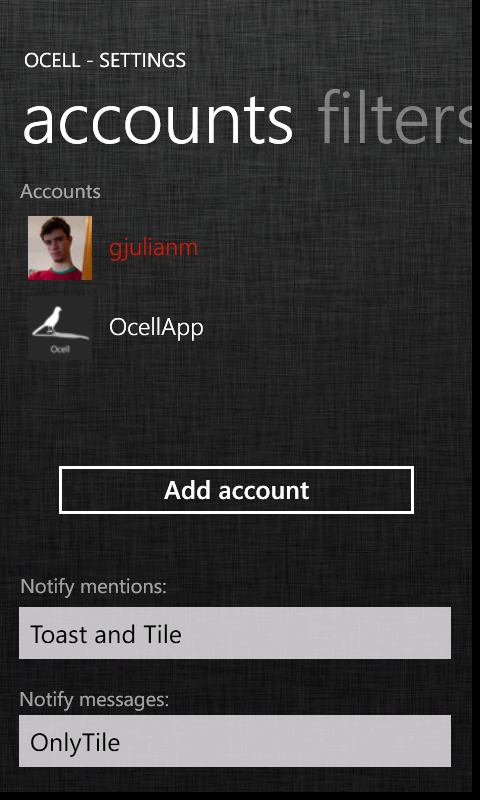 OCELL - SETTINGS
accounts filters
Accounts
gjulianm
Ocell
OcellApp
Add account
Notify mentions:
Toast and Tile
Notify messages:
OnlyTile